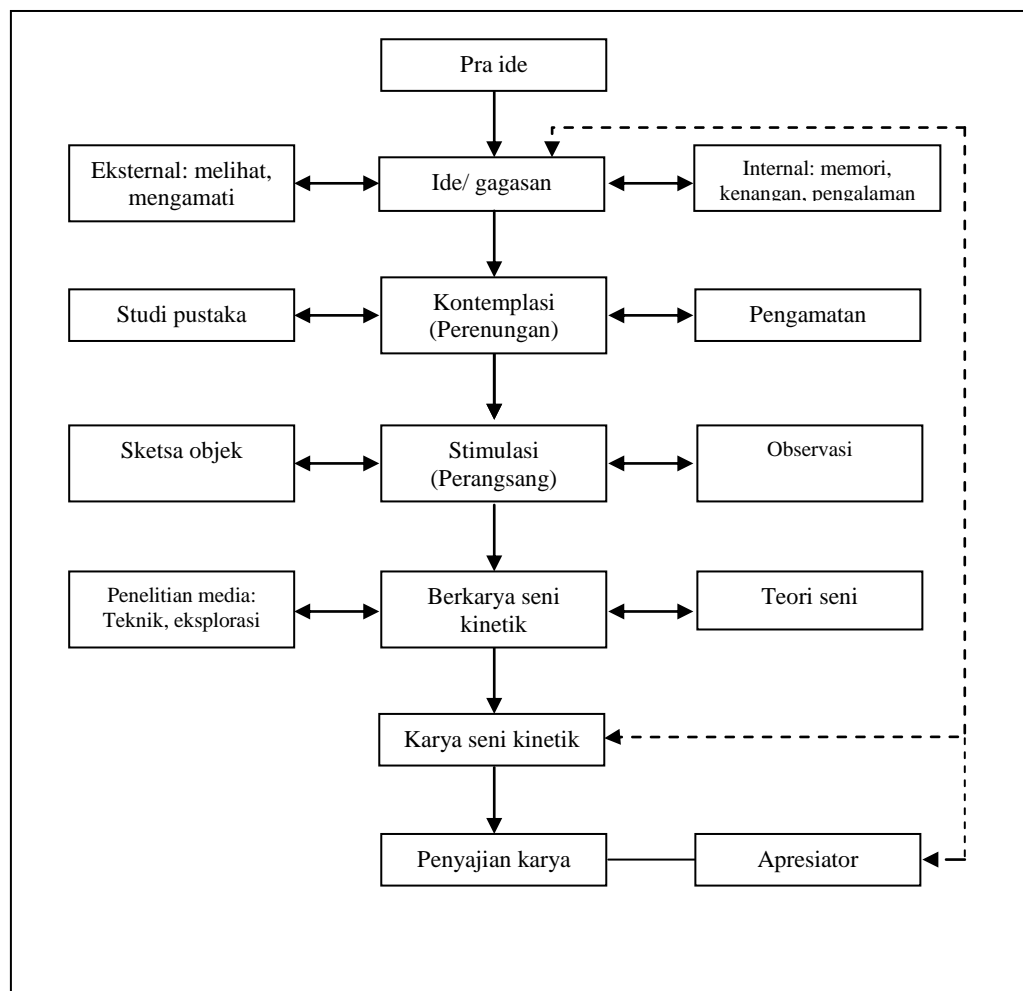 Pra ide
Eksternal: melihat,
mengamati
Ide/ gagasan
Internal: memori,
kenangan, pengalaman
Studi pustaka
Kontemplasi
(Perenungan)
Pengamatan
Sketsa objek
Stimulasi
(Perangsang)
Observasi
Penelitian media:
Teknik, eksplorasi
Berkarya seni
kinetik
Teori seni
Karya seni kinetik
Penyajian karya
Apresiator